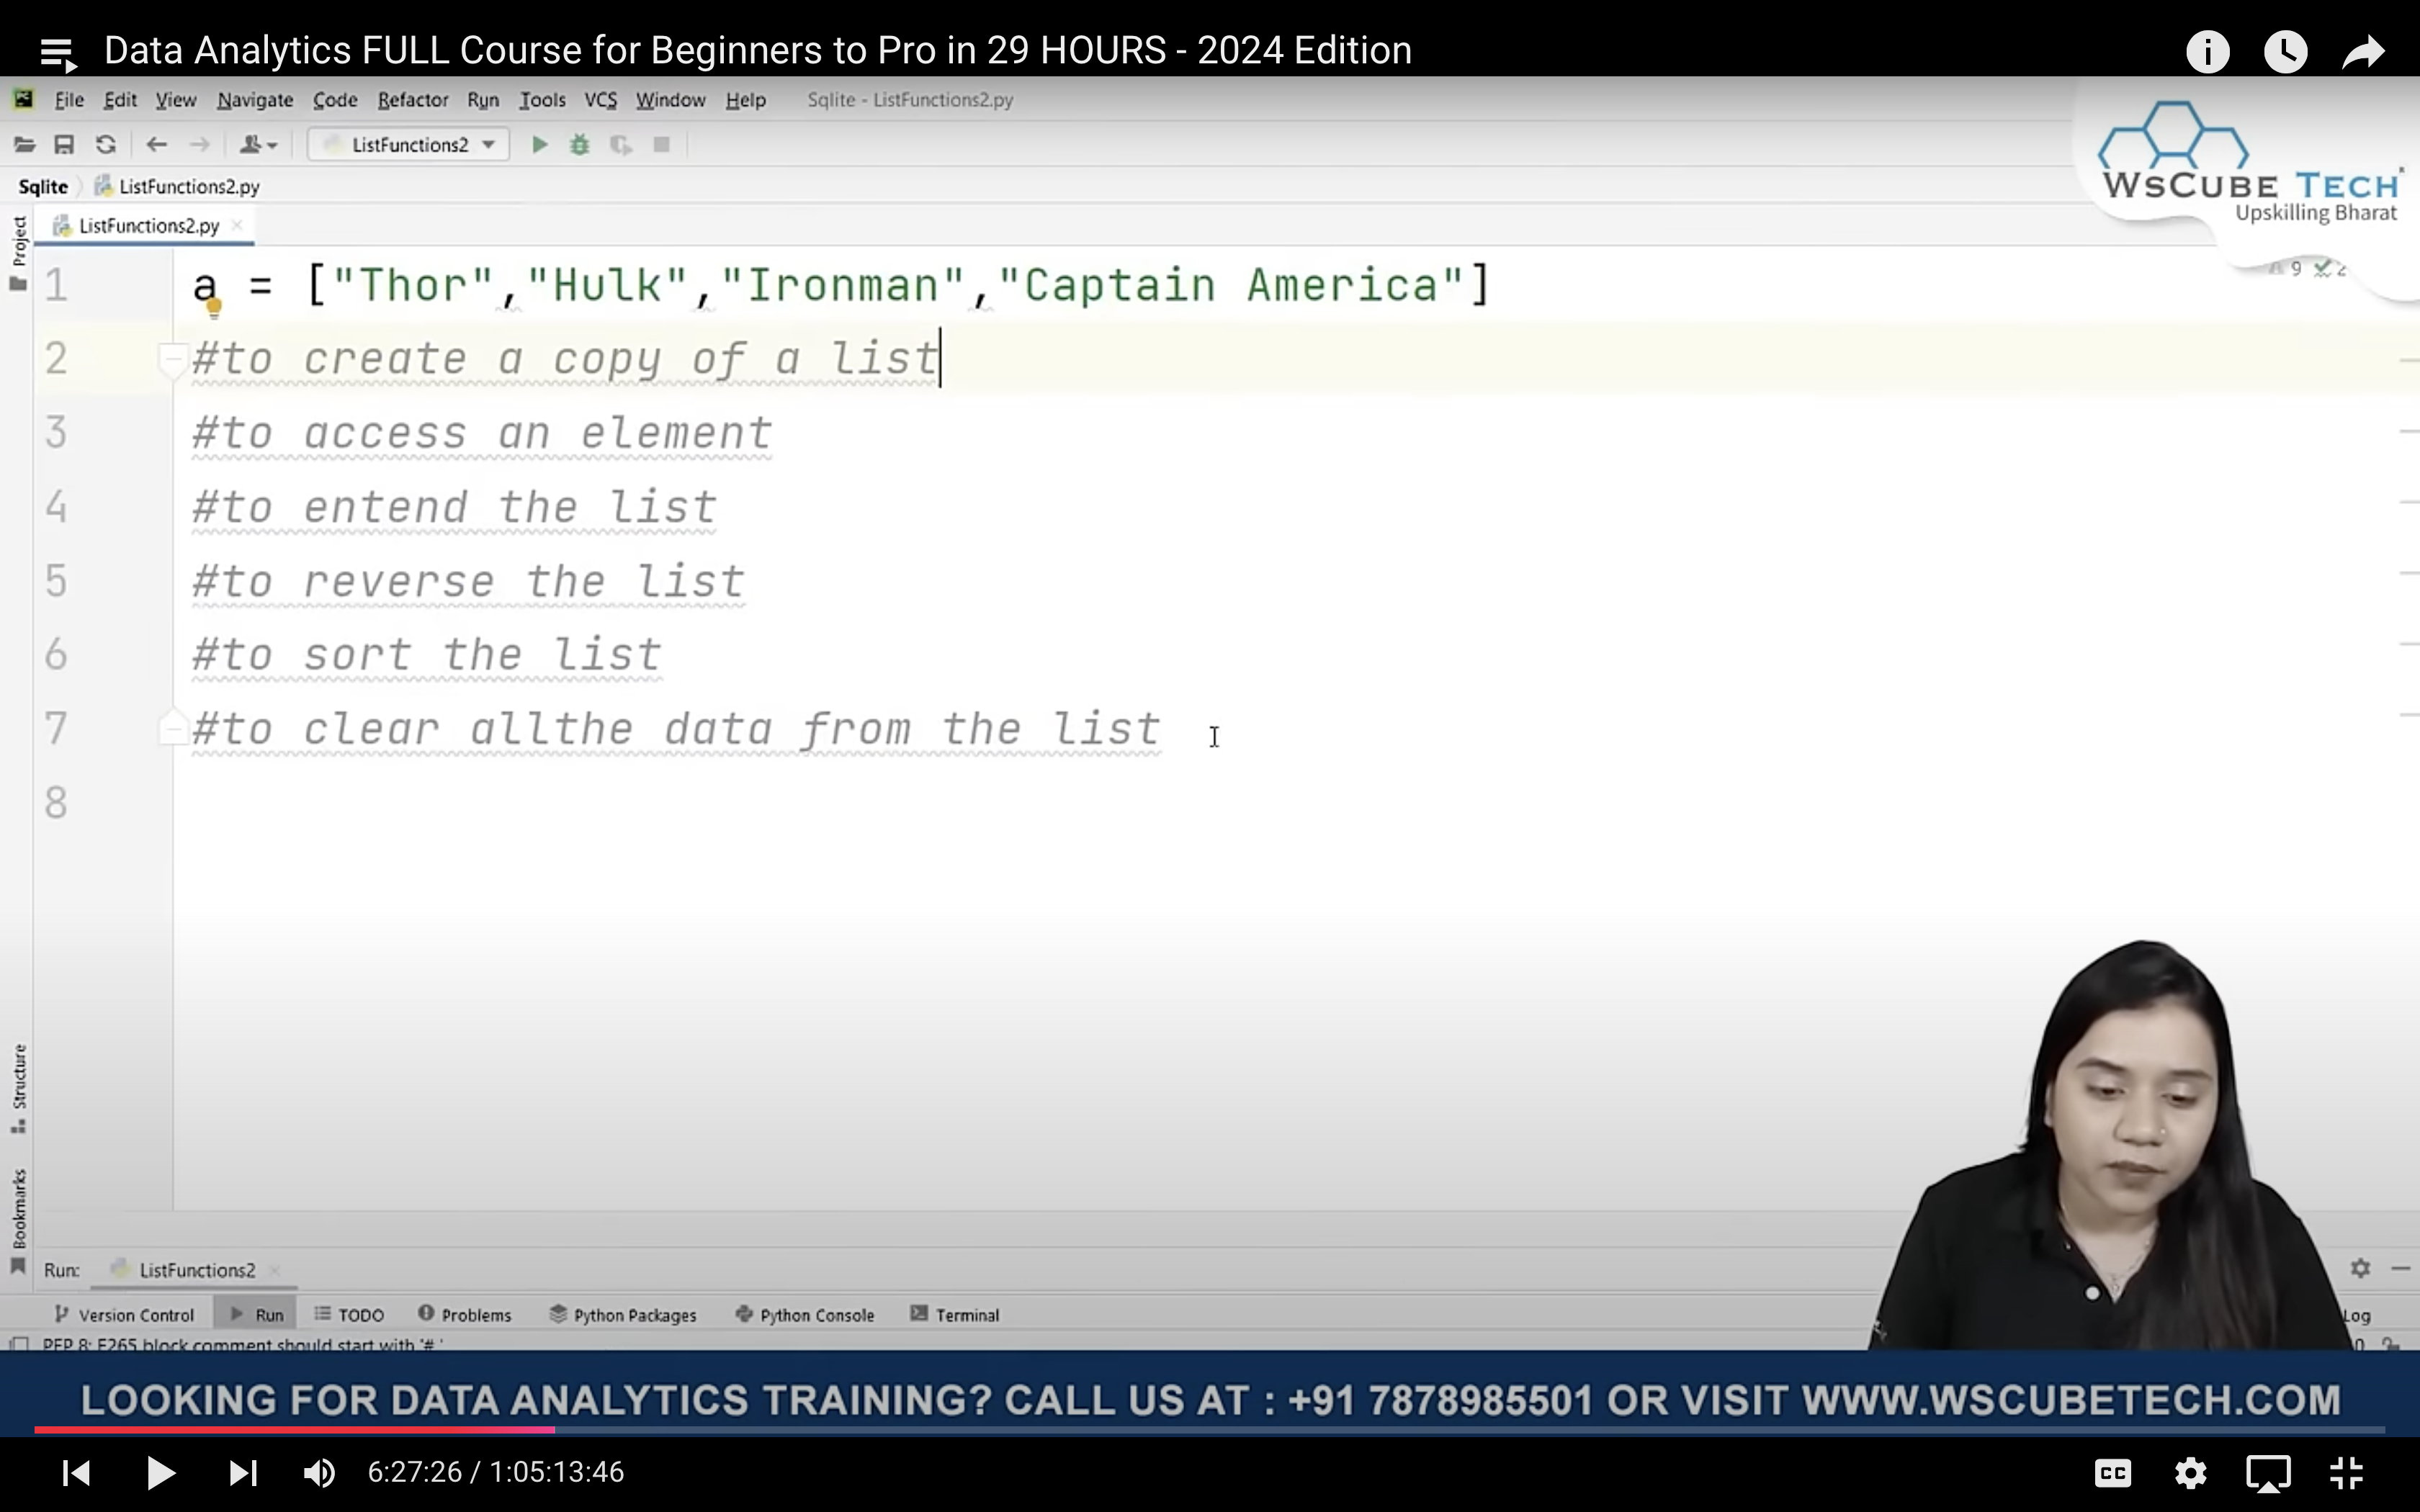 Data Analytics FULL Course for Beginners to Pro in 29 HOURS - 2024 Edition
File Edit View Navigate Code Refactor Run Tools VCS Window Help Sqlite - ListFunctions2.py
ListFunctions2
WsCube Tech
Upskilling Bharat
Sqlite ListFunctions2.py
Project
ListFunctions2.py
9 2
1 a = ["Thor","Hulk","Ironman","Captain America"]
2 #to create a copy of a list
3 #to access an element
4 #to entend the list
5 #to reverse the list
6 #to sort the list
7 #to clear allthe data from the list
8
Structure
Bookmarks
Run: ListFunctions2
Version Control Run TODO Problems Python Packages Python Console Terminal Log
PEP 8: E265 block comment should start with '# '
LOOKING FOR DATA ANALYTICS TRAINING? CALL US AT : +91 7878985501 OR VISIT WWW.WSCUBETECH.COM
6:27:26 / 1:05:13:46
CC